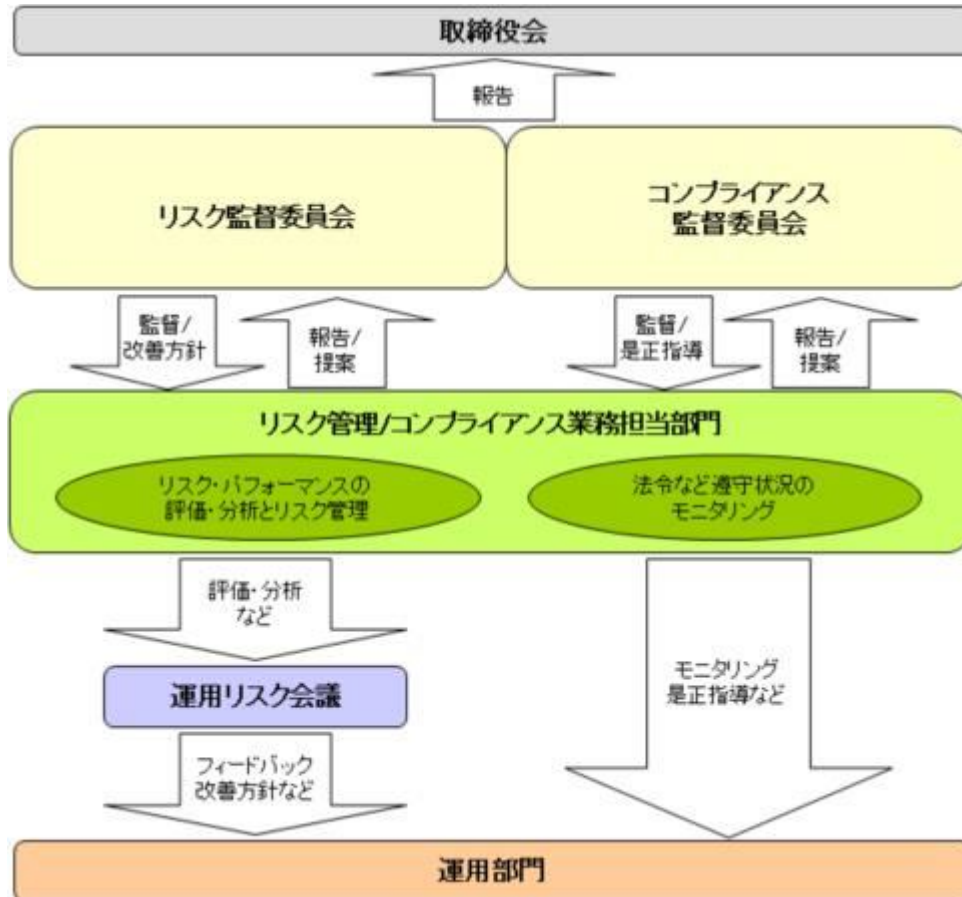 取締役会
報告
リスク監督委員会
コンプライアンス
監督委員会
監督/
改善方針
報告/
提案
監督/
是正指導
報告/
提案
リスク管理/コンプライアンス業務担当部門
リスク・パフォーマンスの
評価・分析とリスク管理
法令など遵守状況の
モニタリング
評価・分析
など
運用リスク会議
フィードバック
改善方針など
モニタリング
是正指導など
運用部門